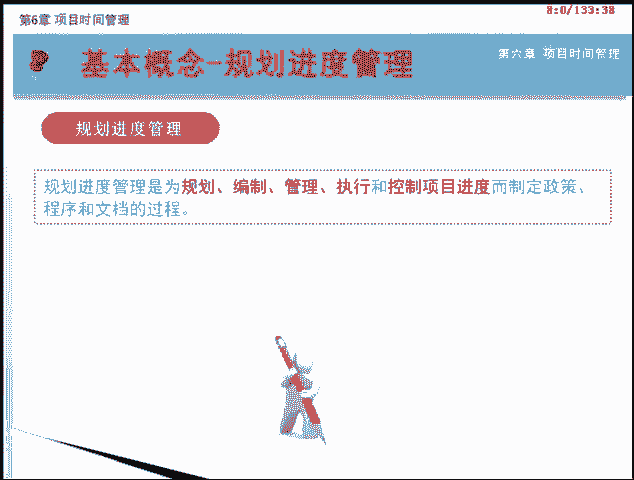 第6章 项目时间管理
8:0/133:38
基本概念-规划进度管理
第六章 项目时间管理
规划进度管理
规划进度管理是为规划、编制、管理、执行和控制项目进度而制定政策、
程序和文档的过程。